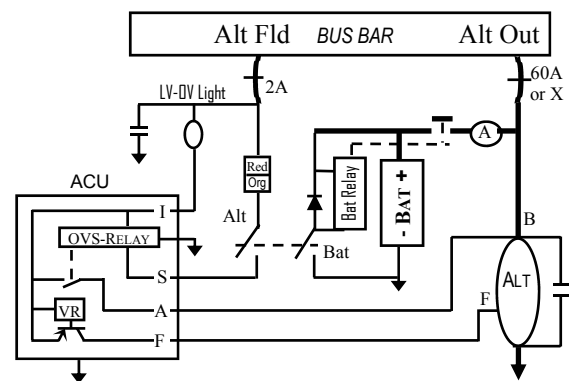 Alt Fld BUS BAR Alt Out
2A
60A
or X
LV-OV Light
A
ACU
Red
Org
Bat Relay
- BAT +
I
Alt
B
OVS-RELAY
Bat
S
ALT
F
A
VR
F